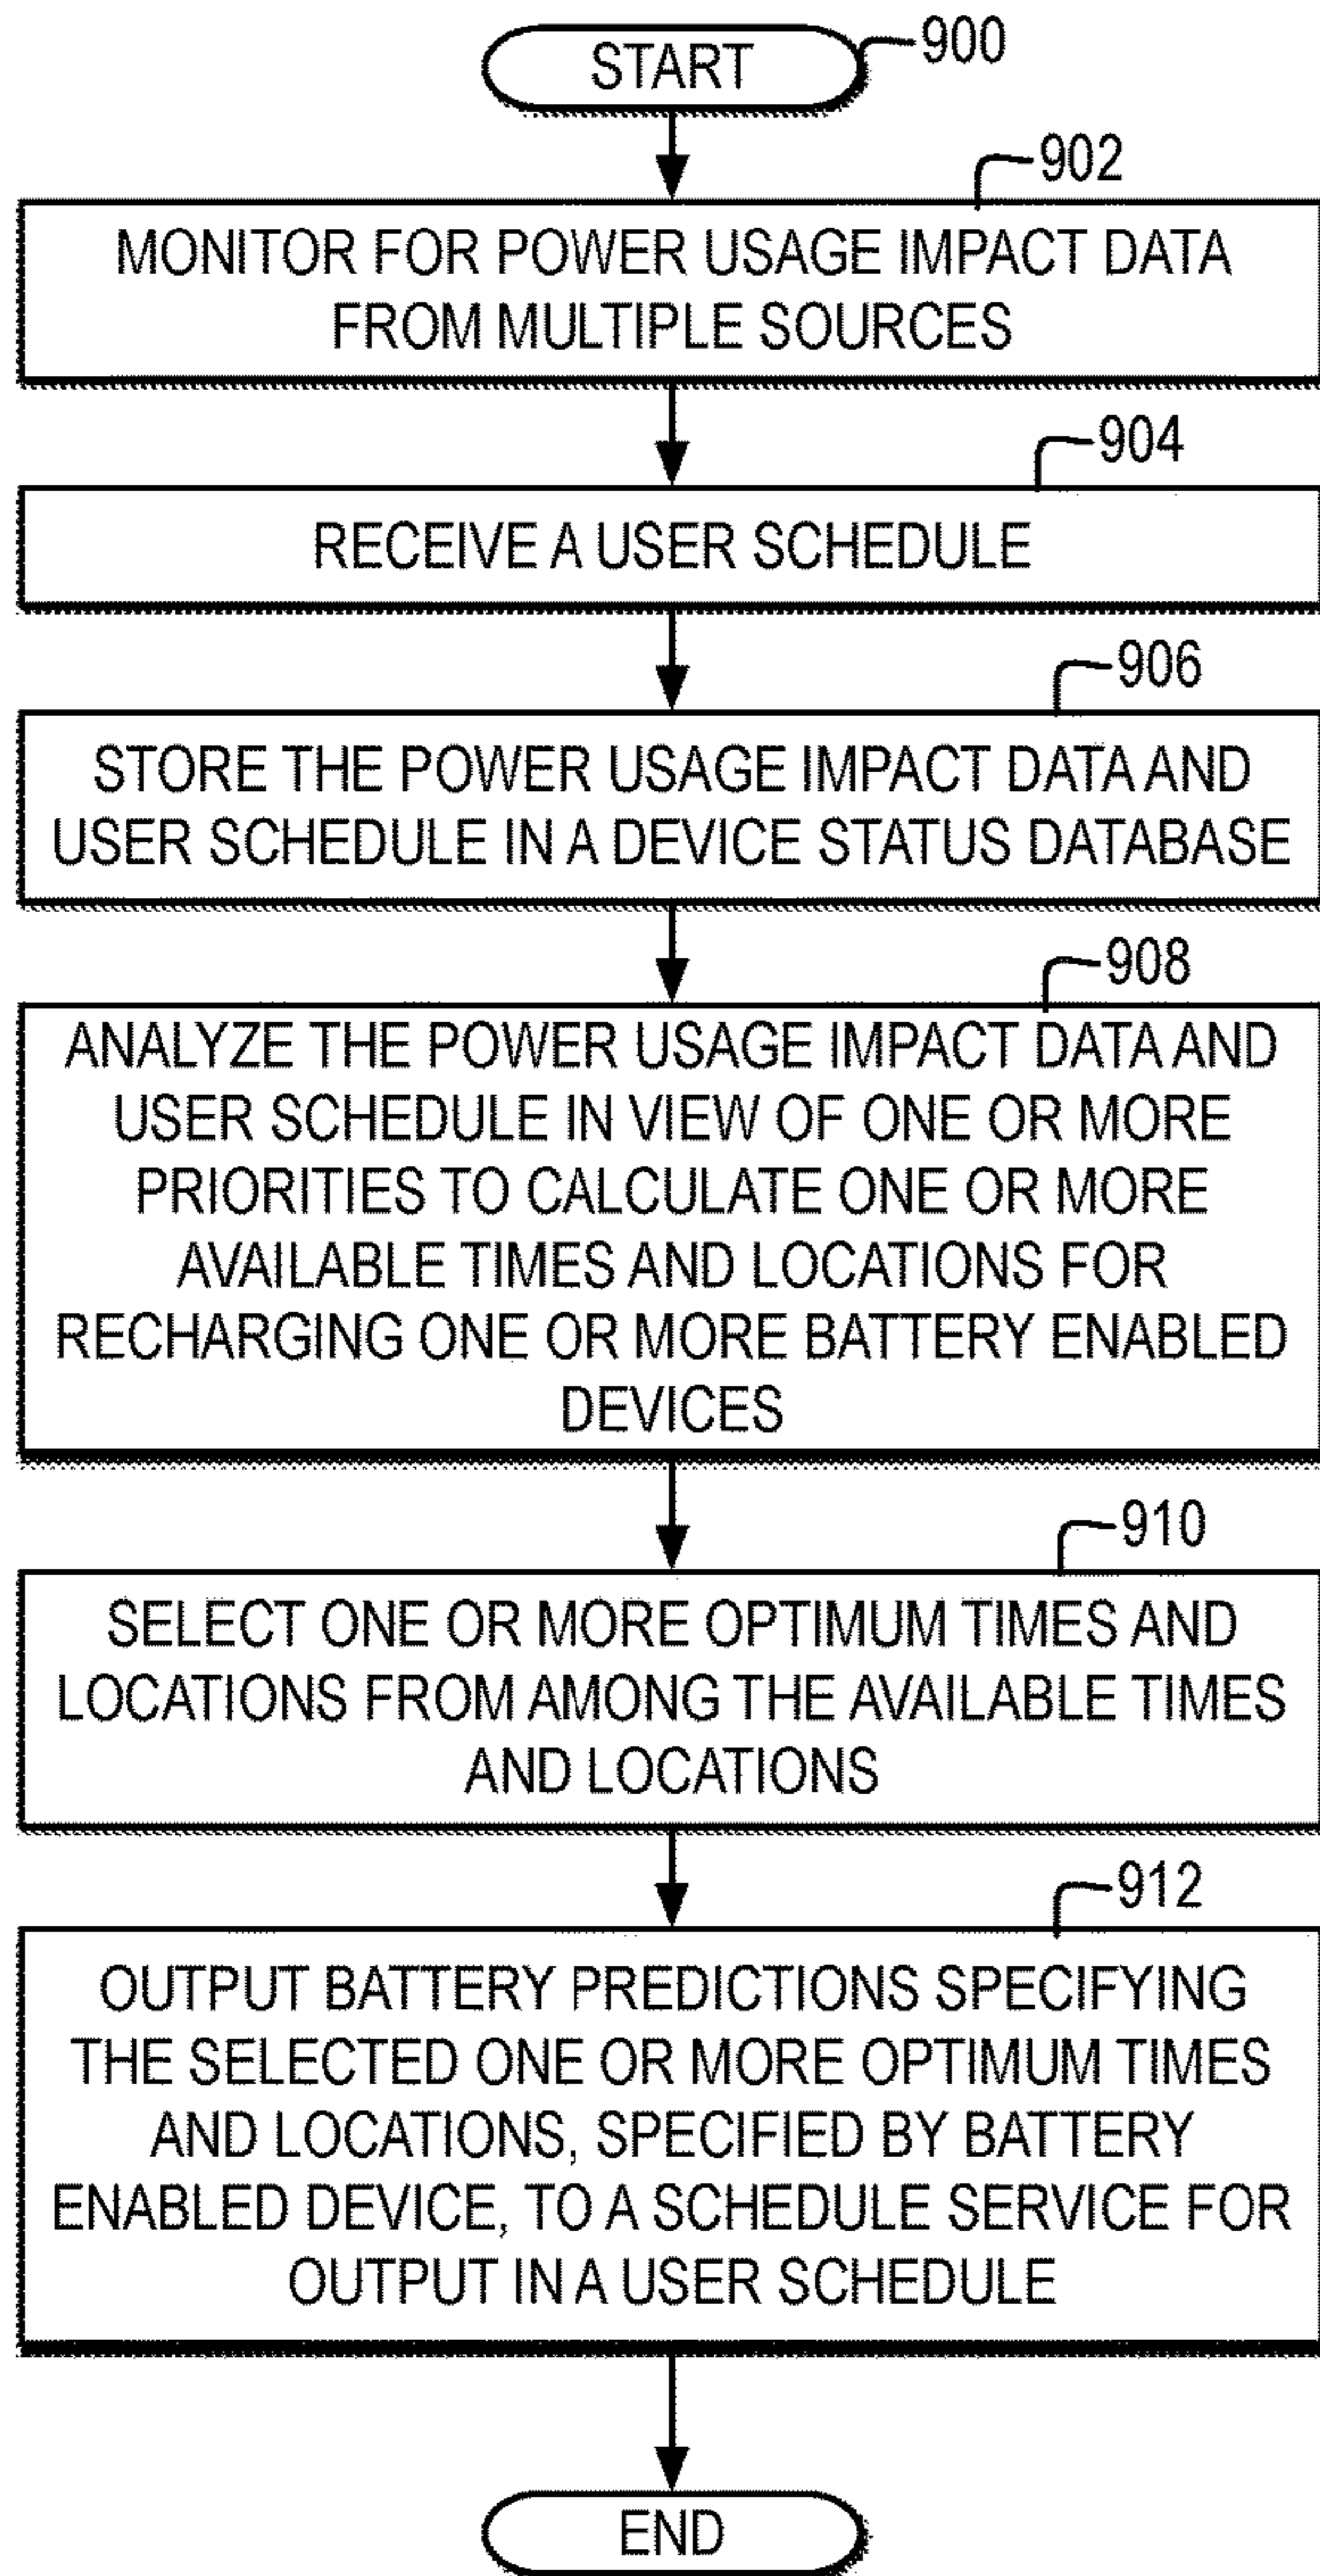 START
900
902
MONITOR FOR POWER USAGE IMPACT DATA
FROM MULTIPLE SOURCES
904
RECEIVE A USER SCHEDULE
906
STORE THE POWER USAGE IMPACT DATA AND
USER SCHEDULE IN A DEVICE STATUS DATABASE
908
ANALYZE THE POWER USAGE IMPACT DATA AND
USER SCHEDULE IN VIEW OF ONE OR MORE
PRIORITIES TO CALCULATE ONE OR MORE
AVAILABLE TIMES AND LOCATIONS FOR
RECHARGING ONE OR MORE BATTERY ENABLED
DEVICES
910
SELECT ONE OR MORE OPTIMUM TIMES AND
LOCATIONS FROM AMONG THE AVAILABLE TIMES
AND LOCATIONS
912
OUTPUT BATTERY PREDICTIONS SPECIFYING
THE SELECTED ONE OR MORE OPTIMUM TIMES
AND LOCATIONS, SPECIFIED BY BATTERY
ENABLED DEVICE, TO A SCHEDULE SERVICE FOR
OUTPUT IN A USER SCHEDULE
END